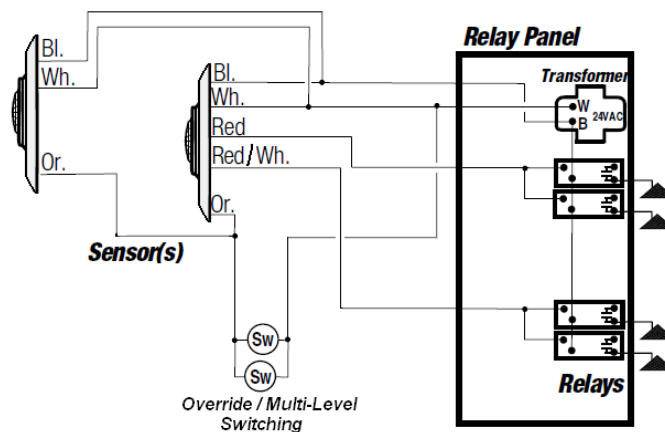 Bl.
Wh.
Or.
Sensor(s)
Bl.
Wh.
Red
Red/Wh.
Or.
Sw
Sw
Override / Multi-Level
Switching
Relay Panel
Transformer
W
24VAC
B
Relays